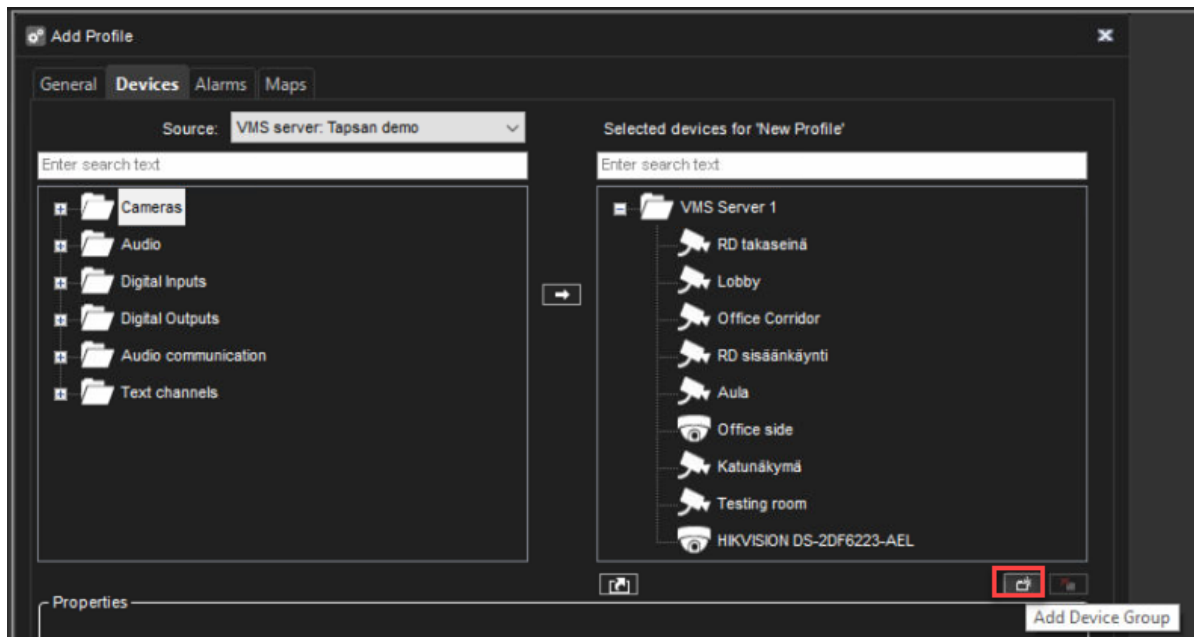 Add Profile
General Devices Alarms Maps
Source: VMS server: Tapsan demo
Enter search text
Cameras
Audio
Digital Inputs
Digital Outputs
Audio communication
Text channels
Selected devices for 'New Profile'
Enter search text
VMS Server 1
RD takaseinä
Lobby
Office Corridor
RD sisäänkäynti
Aula
Office side
Katunäkymä
Testing room
HIKVISION DS-2DF6223-AEL
Properties
Add Device Group